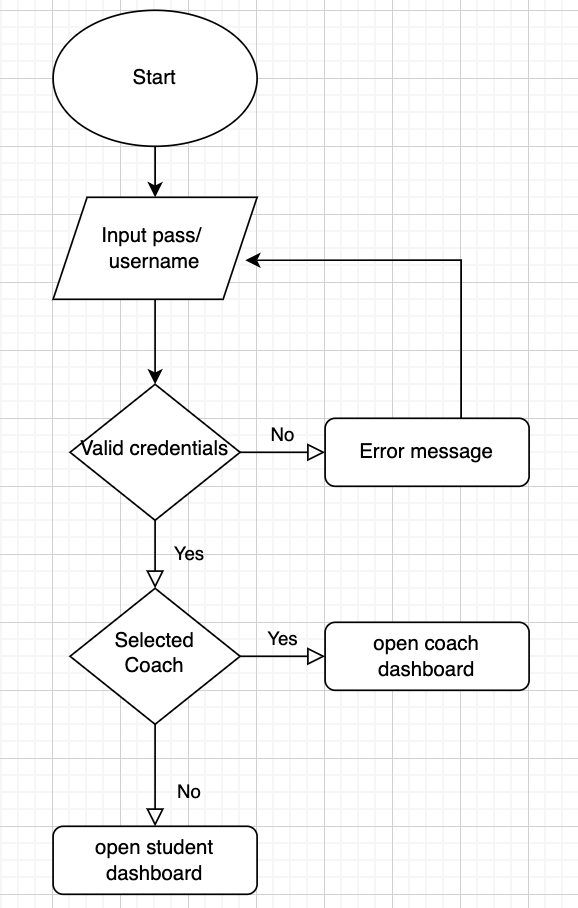 Start
Input pass/
username
Valid credentials
No
Error message
Yes
Selected
Coach
Yes
open coach
dashboard
No
open student
dashboard